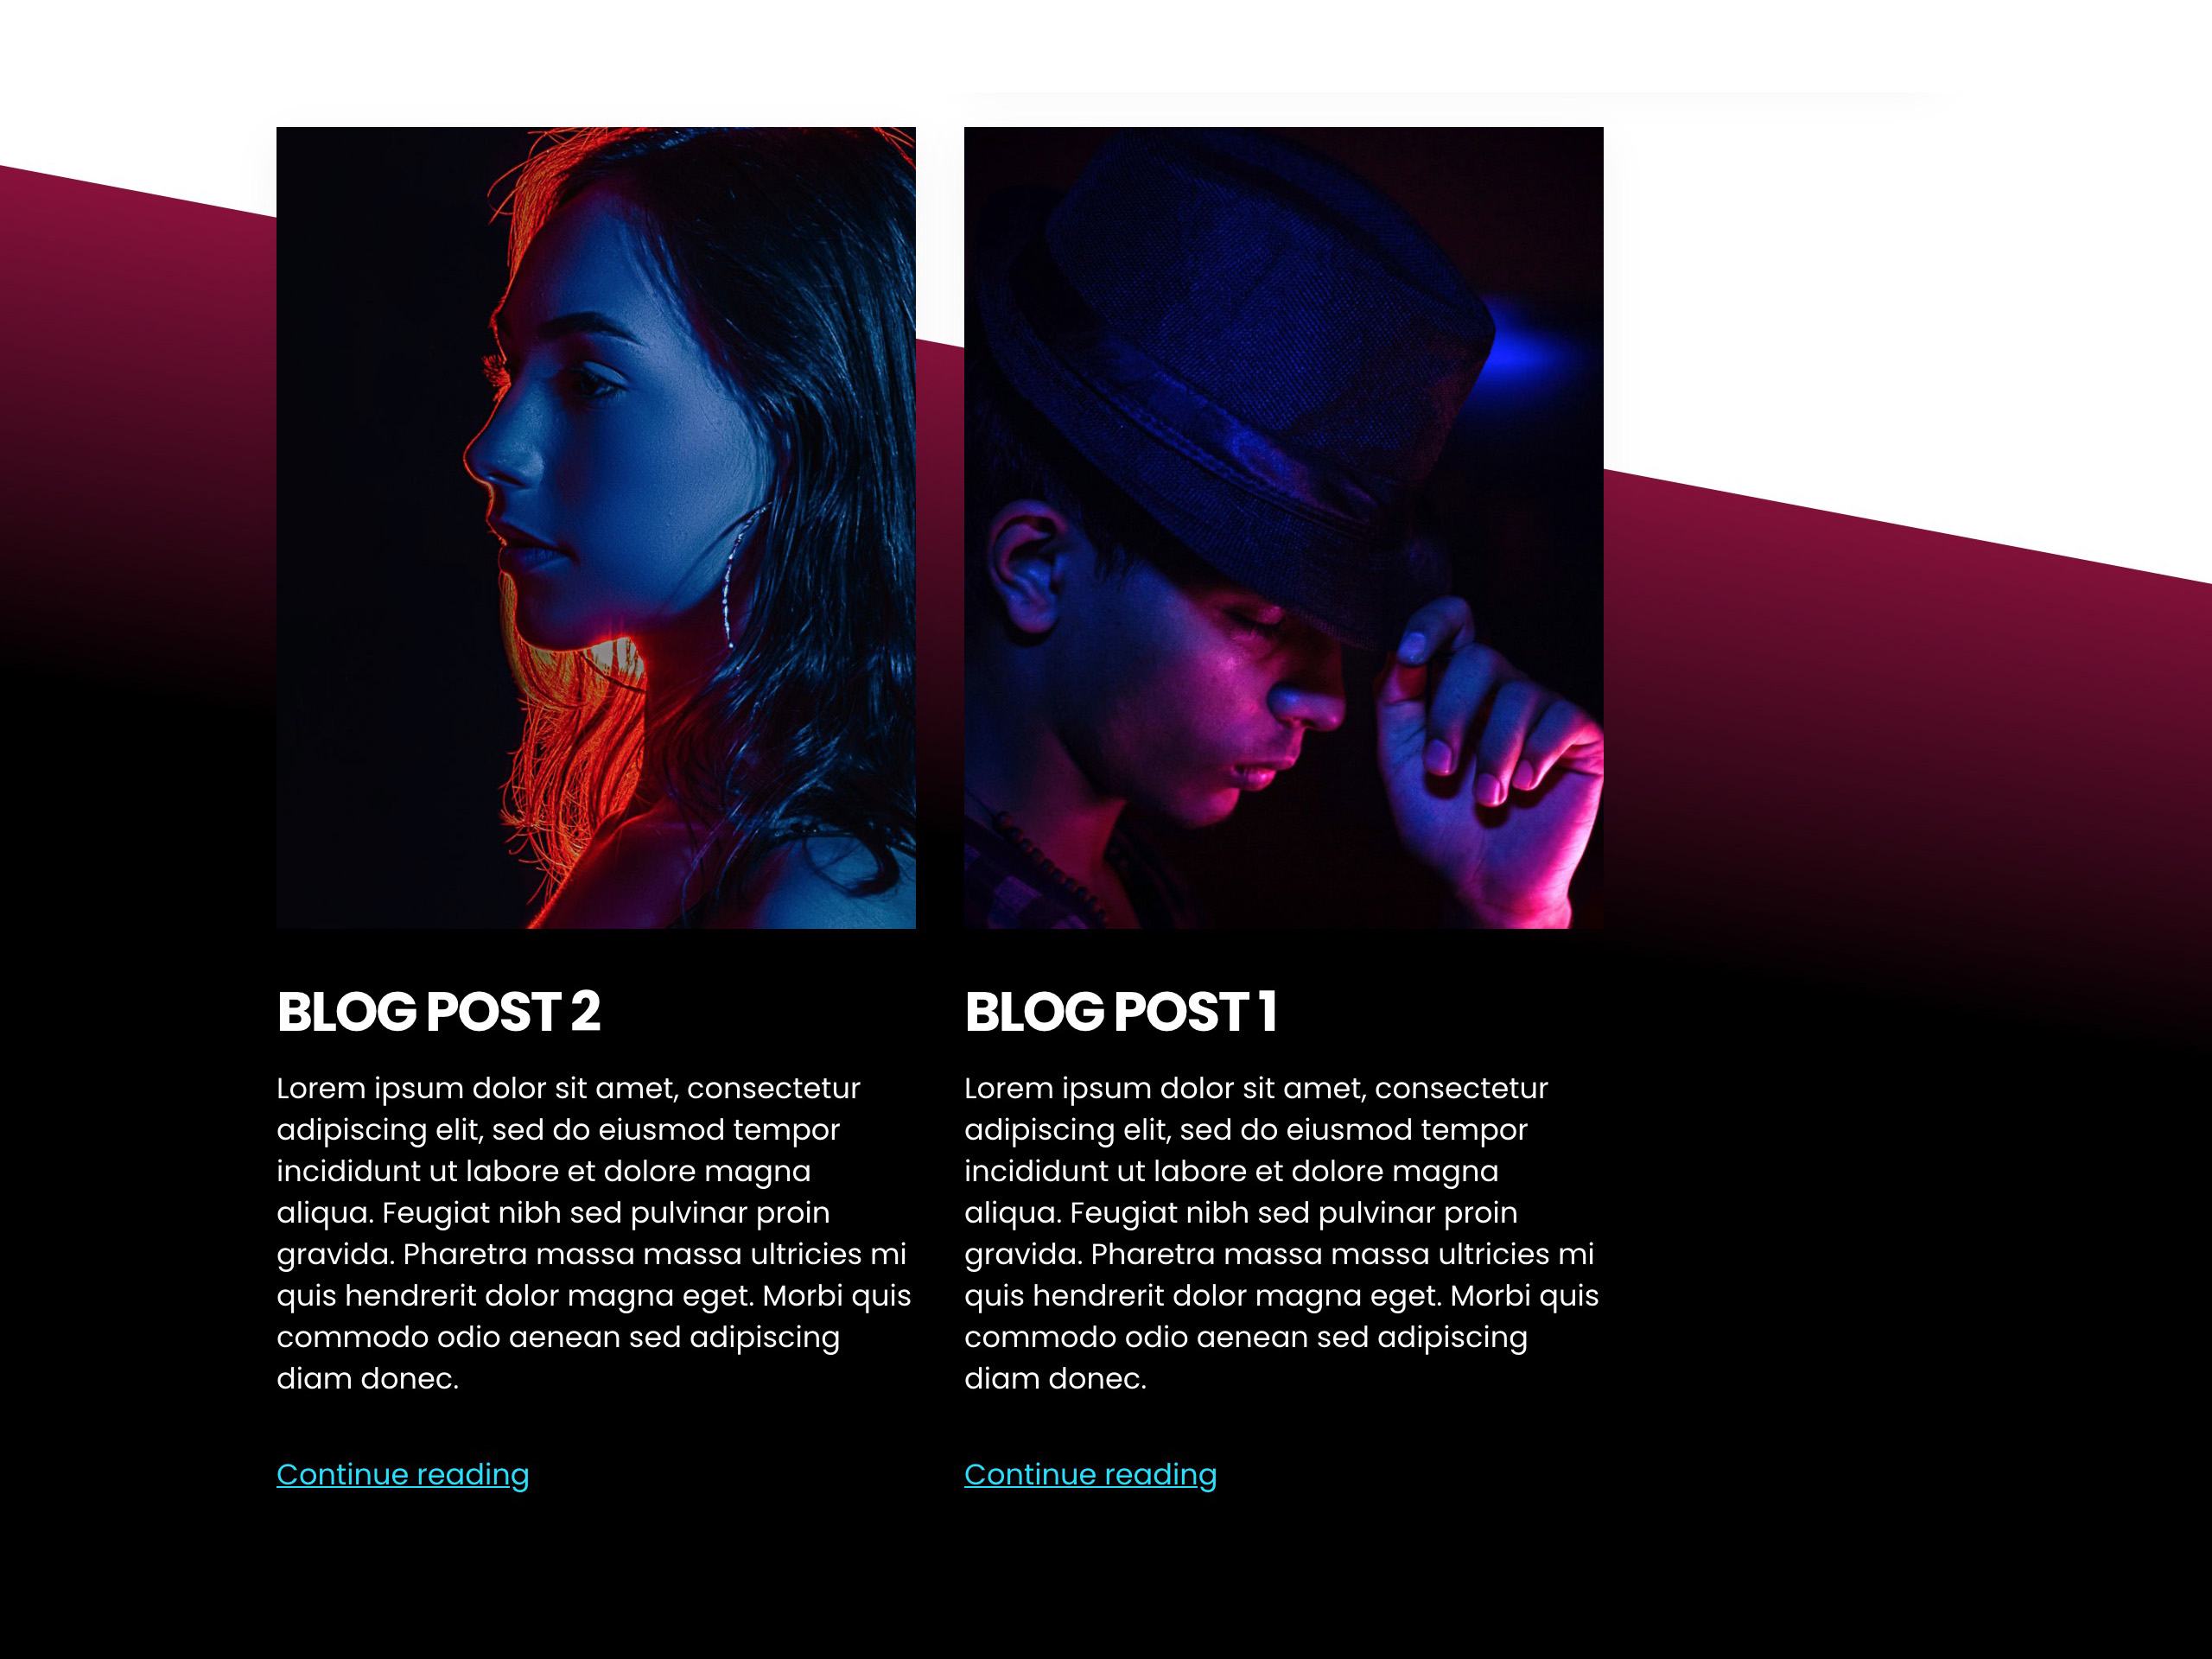 BLOG POST 2
Lorem ipsum dolor sit amet, consectetur
adipiscing elit, sed do eiusmod tempor
incididunt ut labore et dolore magna
aliqua. Feugiat nibh sed pulvinar proin
gravida. Pharetra massa massa ultricies mi
quis hendrerit dolor magna eget. Morbi quis
commodo odio aenean sed adipiscing
diam donec.
Continue reading
BLOG POST 1
Lorem ipsum dolor sit amet, consectetur
adipiscing elit, sed do eiusmod tempor
incididunt ut labore et dolore magna
aliqua. Feugiat nibh sed pulvinar proin
gravida. Pharetra massa massa ultricies mi
quis hendrerit dolor magna eget. Morbi quis
commodo odio aenean sed adipiscing
diam donec.
Continue reading